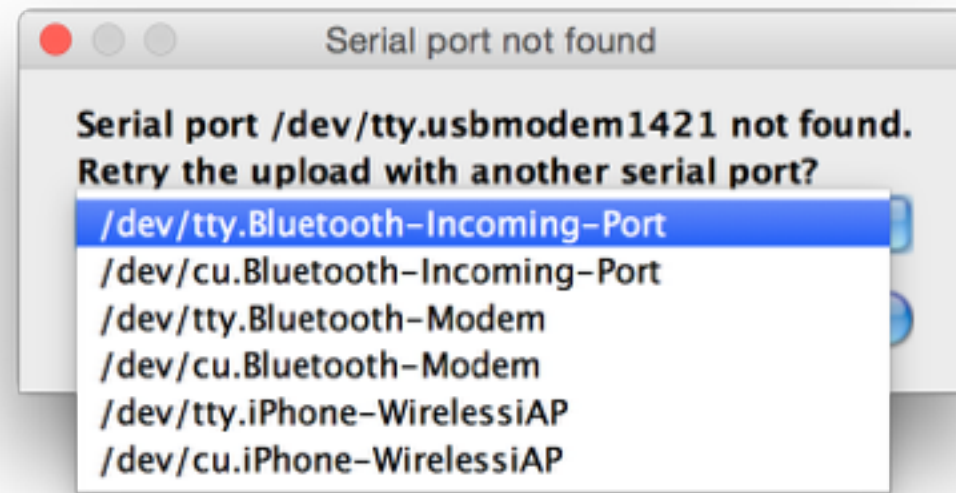 Serial port not found
Serial port /dev/tty.usbmodem1421 not found.
Retry the upload with another serial port?
/dev/tty.Bluetooth-Incoming-Port
/dev/cu.Bluetooth-Incoming-Port
/dev/tty.Bluetooth-Modem
/dev/cu.Bluetooth-Modem
/dev/tty.iPhone-WirelessiAP
/dev/cu.iPhone-WirelessiAP